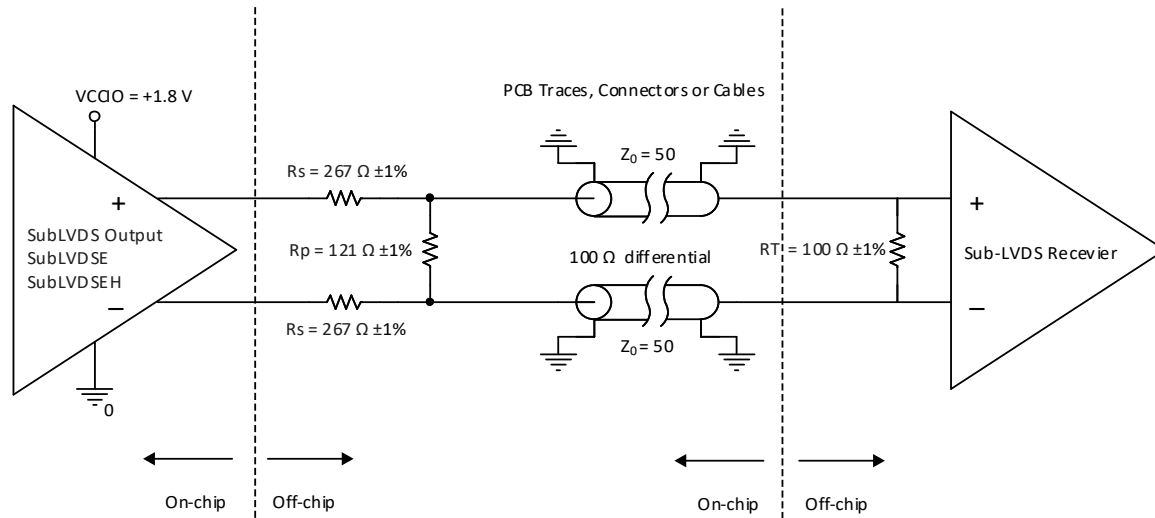 VCCIO = +1.8 V
PCB Traces, Connectors or Cables
Z0 = 50
Rs = 267 Ω ±1%
+
+
SubLVDS Output
SubLVDSE
SubLVDSEH
Rp = 121 Ω ±1%
100 Ω differential
RT = 100 Ω ±1%
Sub-LVDS Recevier
−
−
Rs = 267 Ω ±1%
Z0 = 50
0
On-chip
Off-chip
On-chip
Off-chip